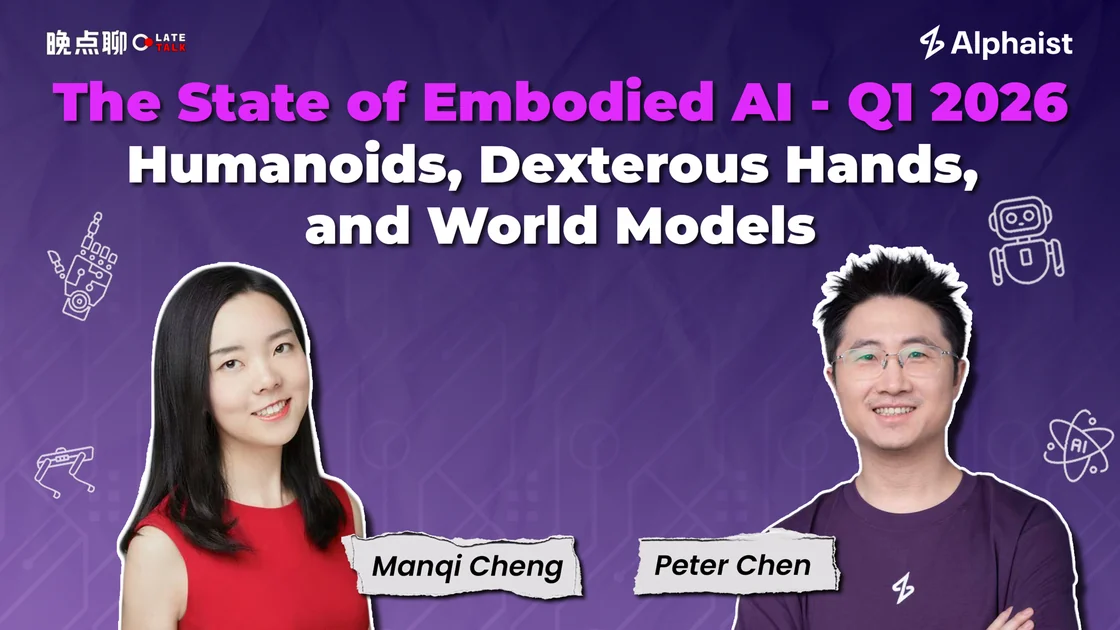 晚点聊 LATE TALK
Alphaist
The State of Embodied AI - Q1 2026
Humanoids, Dexterous Hands,
and World Models
AI
Manqi Cheng
Peter Chen